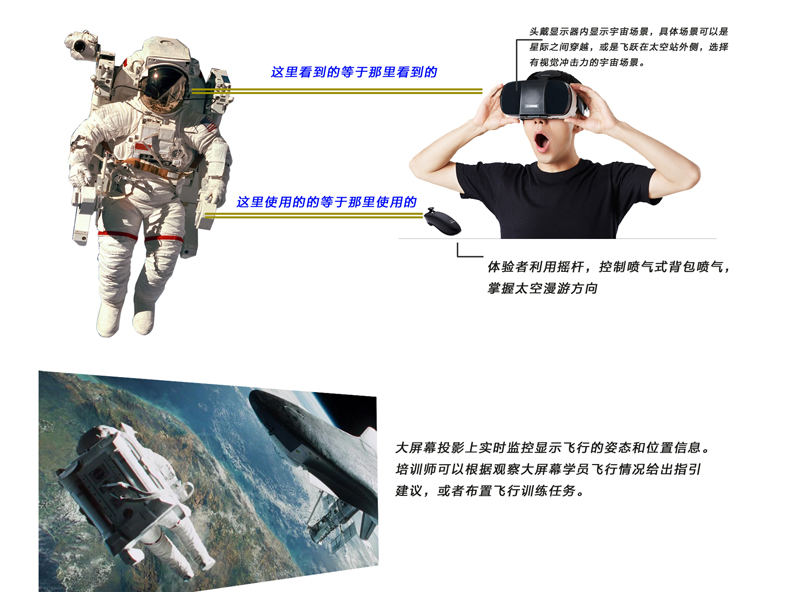 头戴显示器内显示宇宙场景，具体场景可以是
星际之间穿越，或是飞跃在太空站外侧，选择
有视觉冲击力的宇宙场景。
这里看到的等于那里看到的
这里使用的的等于那里使用的
体验者利用摇杆，控制喷气式背包喷气，
掌握太空漫游方向
大屏幕投影上实时监控显示飞行的姿态和位置信息。
培训师可以根据观察大屏幕学员飞行情况给出指引
建议，或者布置飞行训练任务。